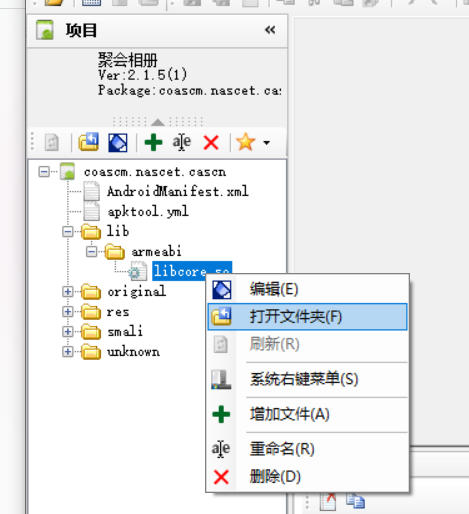 项目
«
聚会相册
Ver:2.1.5(1)
Package:coascm.nascet.cas
aje
coascm.nascet.cascn
AndroidManifest.xml
apktool.yml
lib
armeabi
libcore.so
original
res
smali
unknown
编辑(E)
打开文件夹(F)
刷新(R)
系统右键菜单(S)
增加文件(A)
重命名(R)
删除(D)